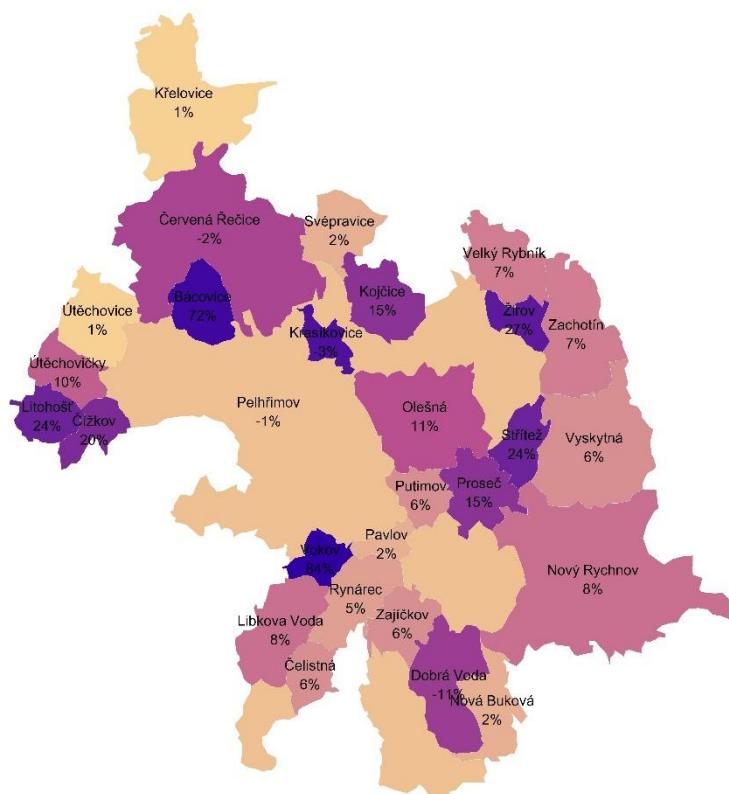 Křelovice
1%
Červená Řečice
-2%
Svépravice
2%
Velký Rybník
7%
Kojčice
15%
Bácovice
72%
Žirov
27%
Zachotín
7%
Útěchovice
1%
Krasíkovice
-3%
Útěchovičky
10%
Pelhřimov
-1%
Olešná
11%
Litohošť
24%
Čížkov
20%
Střítež
24%
Vyskytná
6%
Putimov
6%
Proseč
15%
Pavlov
2%
Vokov
84%
Nový Rychnov
8%
Rynárec
5%
Libkova Voda
8%
Zajíčkov
6%
Čelistná
6%
Dobrá Voda
-11%
Nová Buková
2%